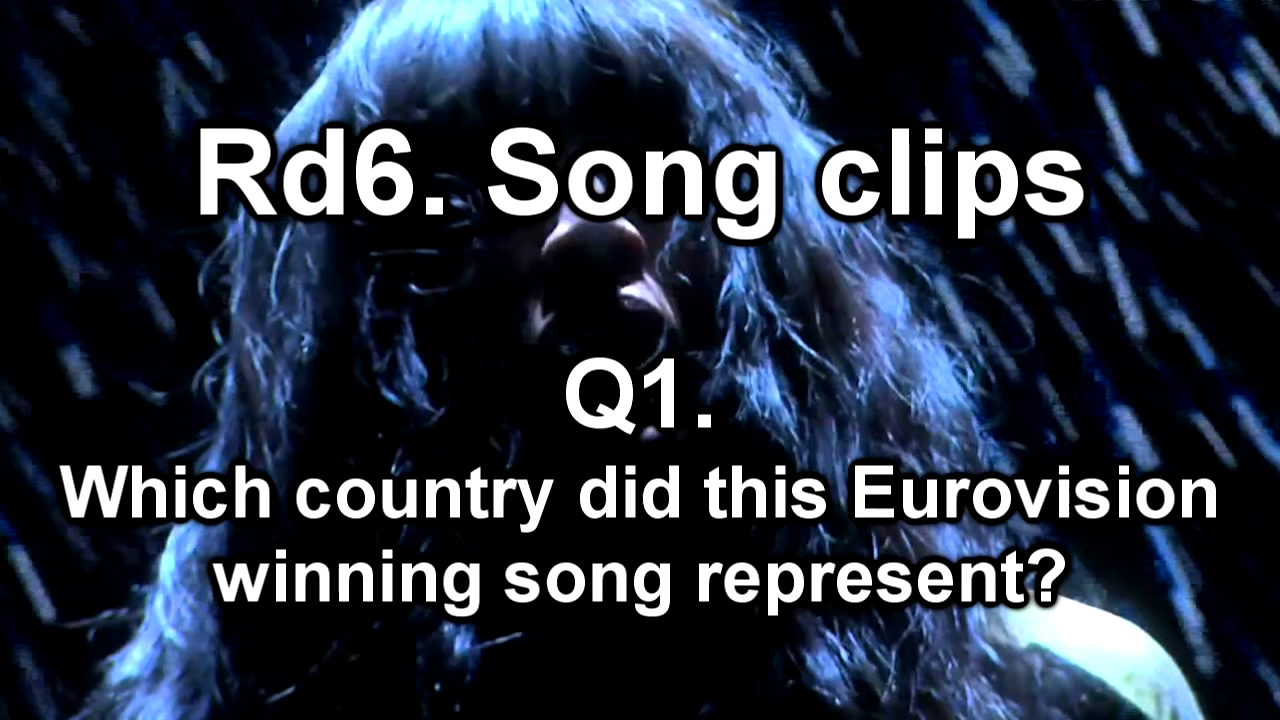 Rd6. Song clips
Q1.
Which country did this Eurovision
winning song represent?